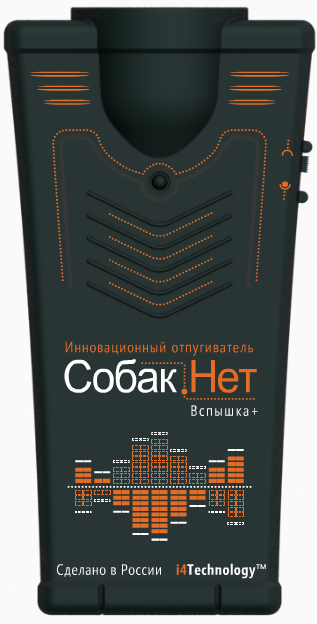 Инновационный отпугиватель
Собак.Нет
Вспышка+
Сделано в России i4Technology™